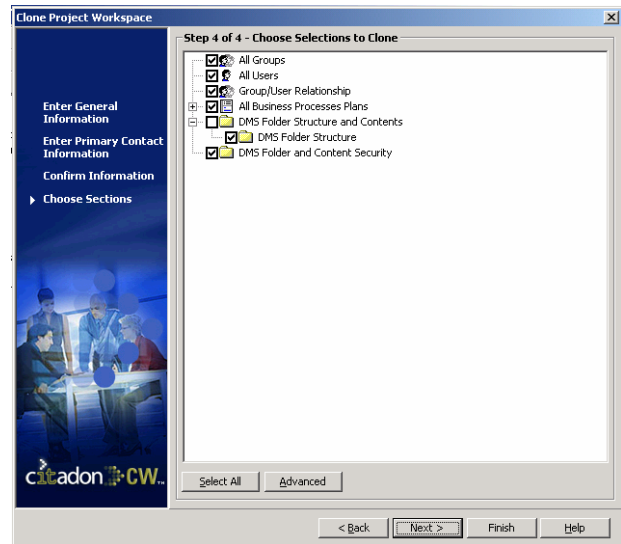 Clone Project Workspace
Step 4 of 4 - Choose Selections to Clone
All Groups
All Users
Group/User Relationship
All Business Processes Plans
DMS Folder Structure and Contents
DMS Folder Structure
DMS Folder and Content Security
Enter General
Information
Enter Primary Contact
Information
Confirm Information
Choose Sections
citadon CW™
Select All
Advanced
< Back
Next >
Finish
Help